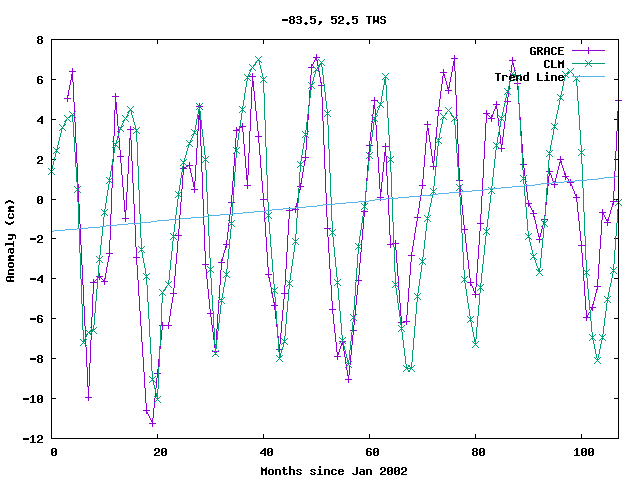 -83.5, 52.5 TWS
GRACE
CLM
Trend Line
8
6
4
2
0
-2
-4
-6
-8
-10
-12
Anomaly (cm)
0 20 40 60 80 100
Months since Jan 2002